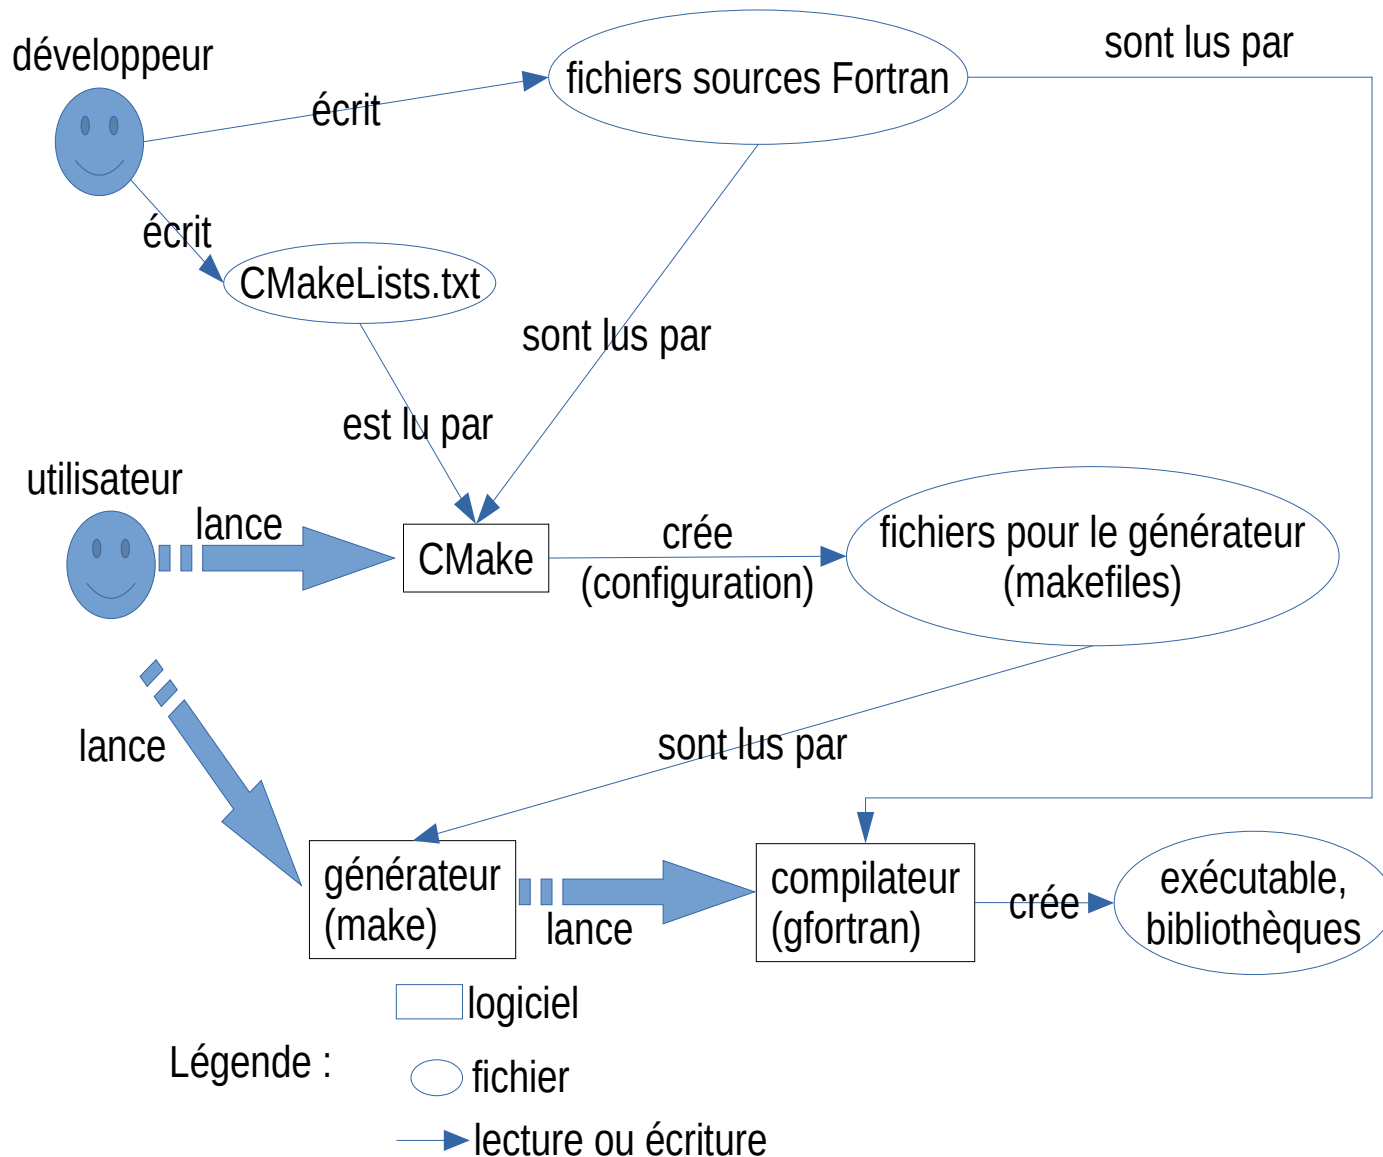 sont lus par
développeur
fichiers sources Fortran
écrit
écrit
CMakeLists.txt
sont lus par
est lu par
utilisateur
lance
CMake
crée
(configuration)
fichiers pour le générateur
(makefiles)
lance
sont lus par
générateur
(make)
lance
compilateur
(gfortran)
crée
exécutable,
bibliothèques
logiciel
Légende :
fichier
lecture ou écriture